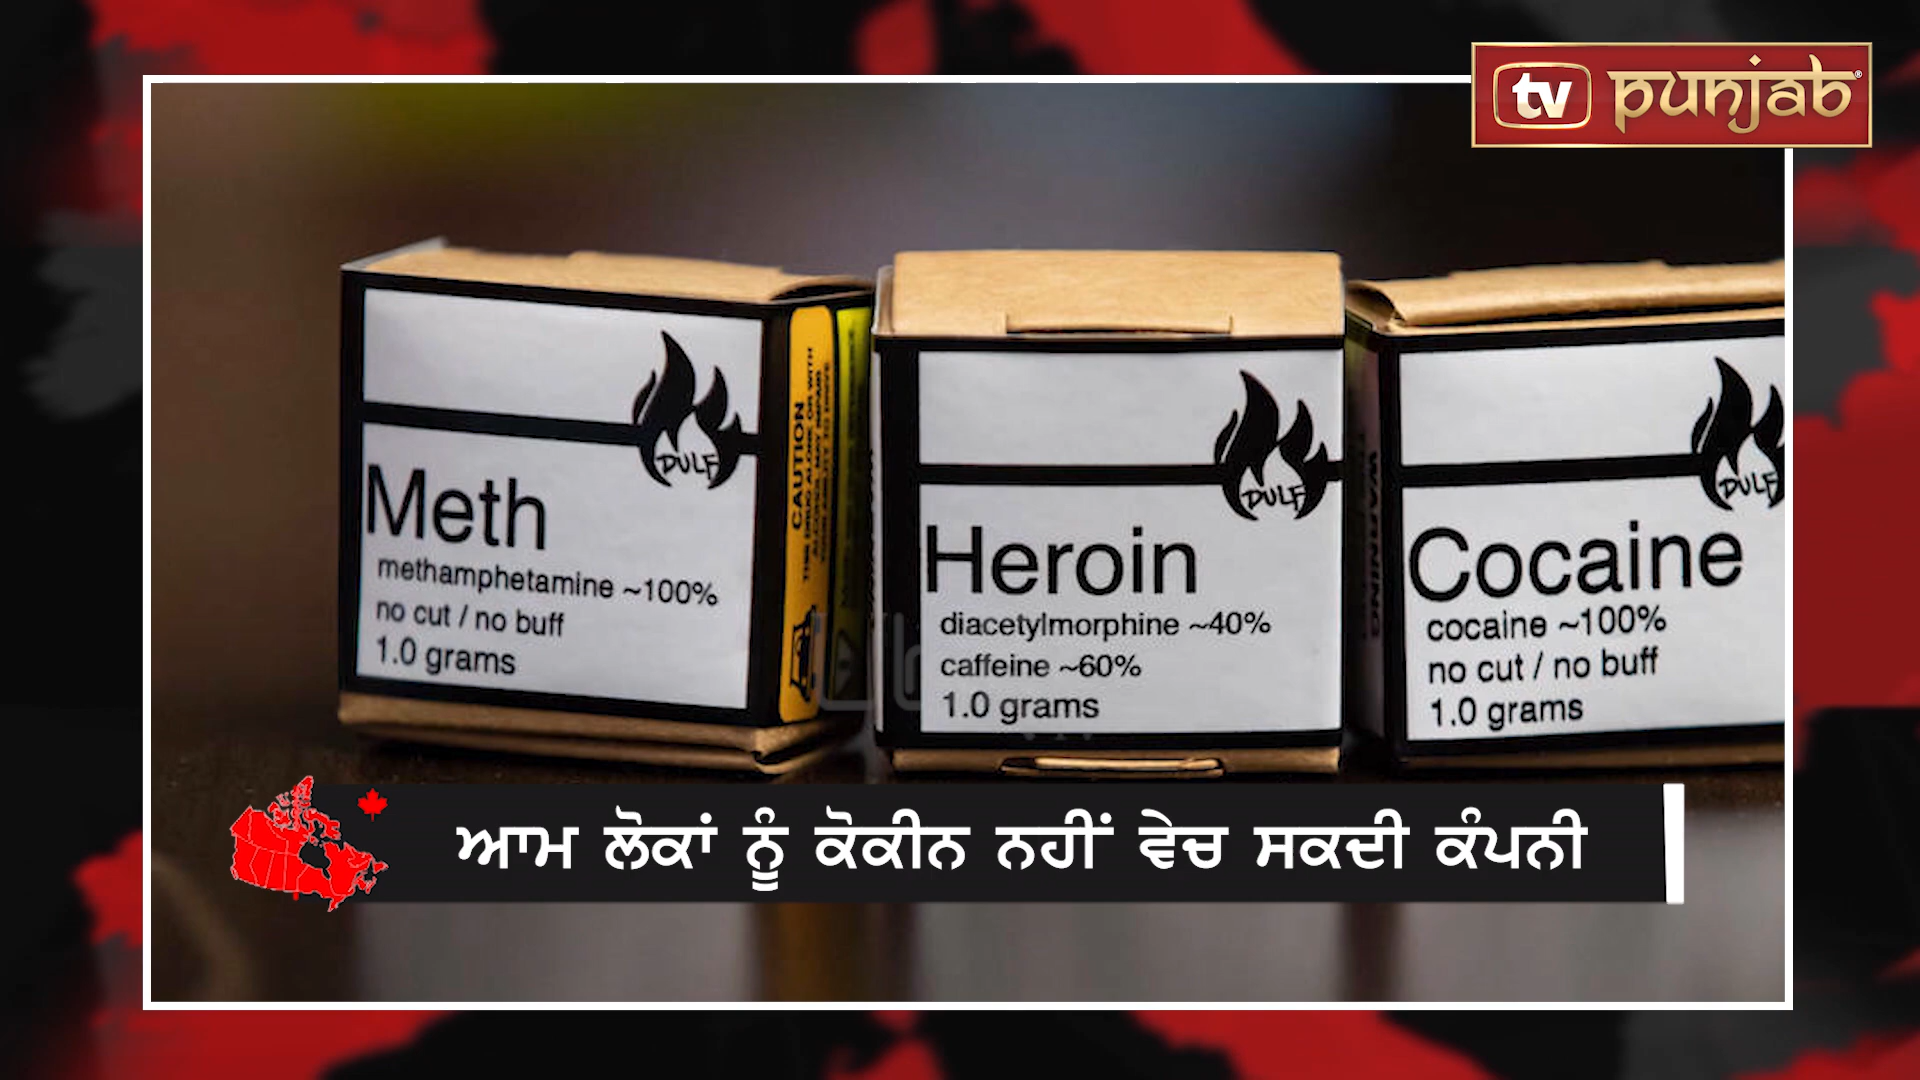 tv punjab
Meth
methamphetamine ~100%
no cut / no buff
1.0 grams
DULF
CAUTION
Heroin
diacetylmorphine ~40%
caffeine ~60%
1.0 grams
DULF
WARNING
Cocaine
cocaine ~100%
no cut / no buff
1.0 grams
DULF
ਆਮ ਲੋਕਾਂ ਨੂੰ ਕੋਕੀਨ ਨਹੀਂ ਵੇਚ ਸਕਦੀ ਕੰਪਨੀ